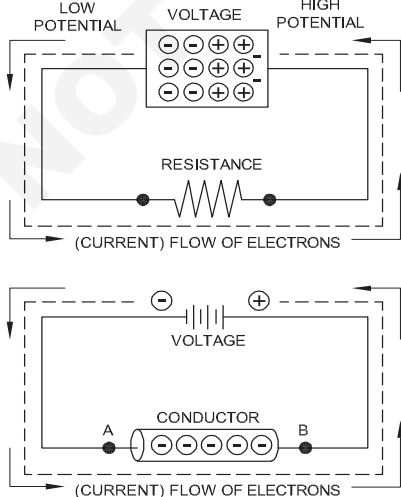 LOW
POTENTIAL
VOLTAGE
HIGH
POTENTIAL
RESISTANCE
(CURRENT) FLOW OF ELECTRONS
VOLTAGE
A
CONDUCTOR
B
(CURRENT) FLOW OF ELECTRONS